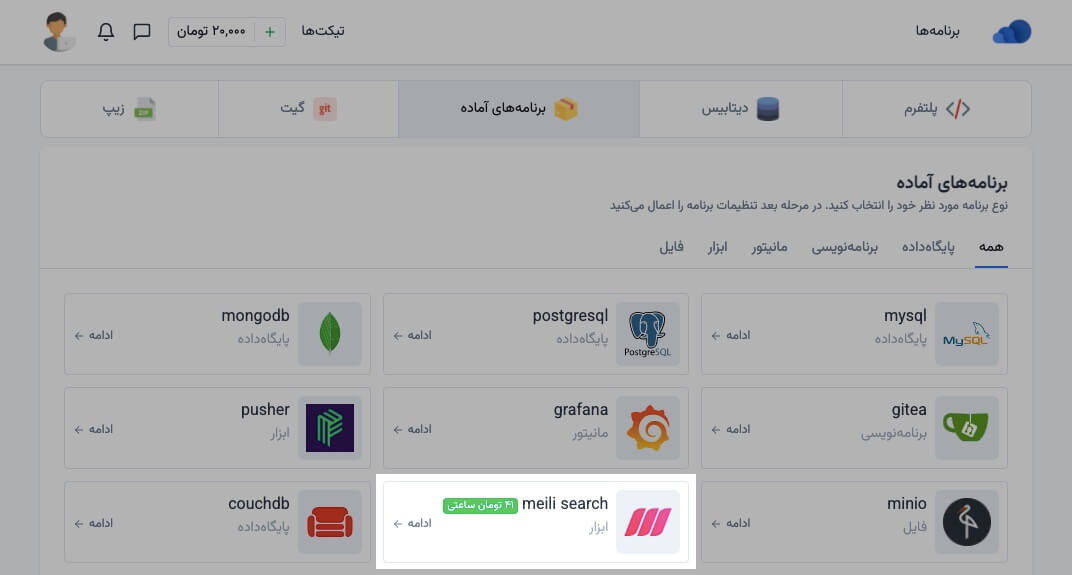 برنامه‌ها
تیکت‌ها
+ ۲۰,۰۰۰ تومان
پلتفرم
دیتابیس
برنامه‌های آماده
git گیت
ZIP زیپ
برنامه‌های آماده
نوع برنامه مورد نظر خود را انتخاب کنید. در مرحله بعد تنظیمات برنامه را اعمال می‌کنید
همه پایگاه‌داده برنامه‌نویسی مانیتور ابزار فایل
MySQL
mysql
پایگاه‌داده
ادامه ←
PostgreSQL
postgresql
پایگاه‌داده
ادامه ←
mongodb
پایگاه‌داده
ادامه ←
gitea
برنامه‌نویسی
ادامه ←
grafana
مانیتور
ادامه ←
pusher
ابزار
ادامه ←
minio
فایل
ادامه ←
meili search ۴۱ تومان ساعتی
ابزار
ادامه ←
couchdb
پایگاه‌داده
ادامه ←